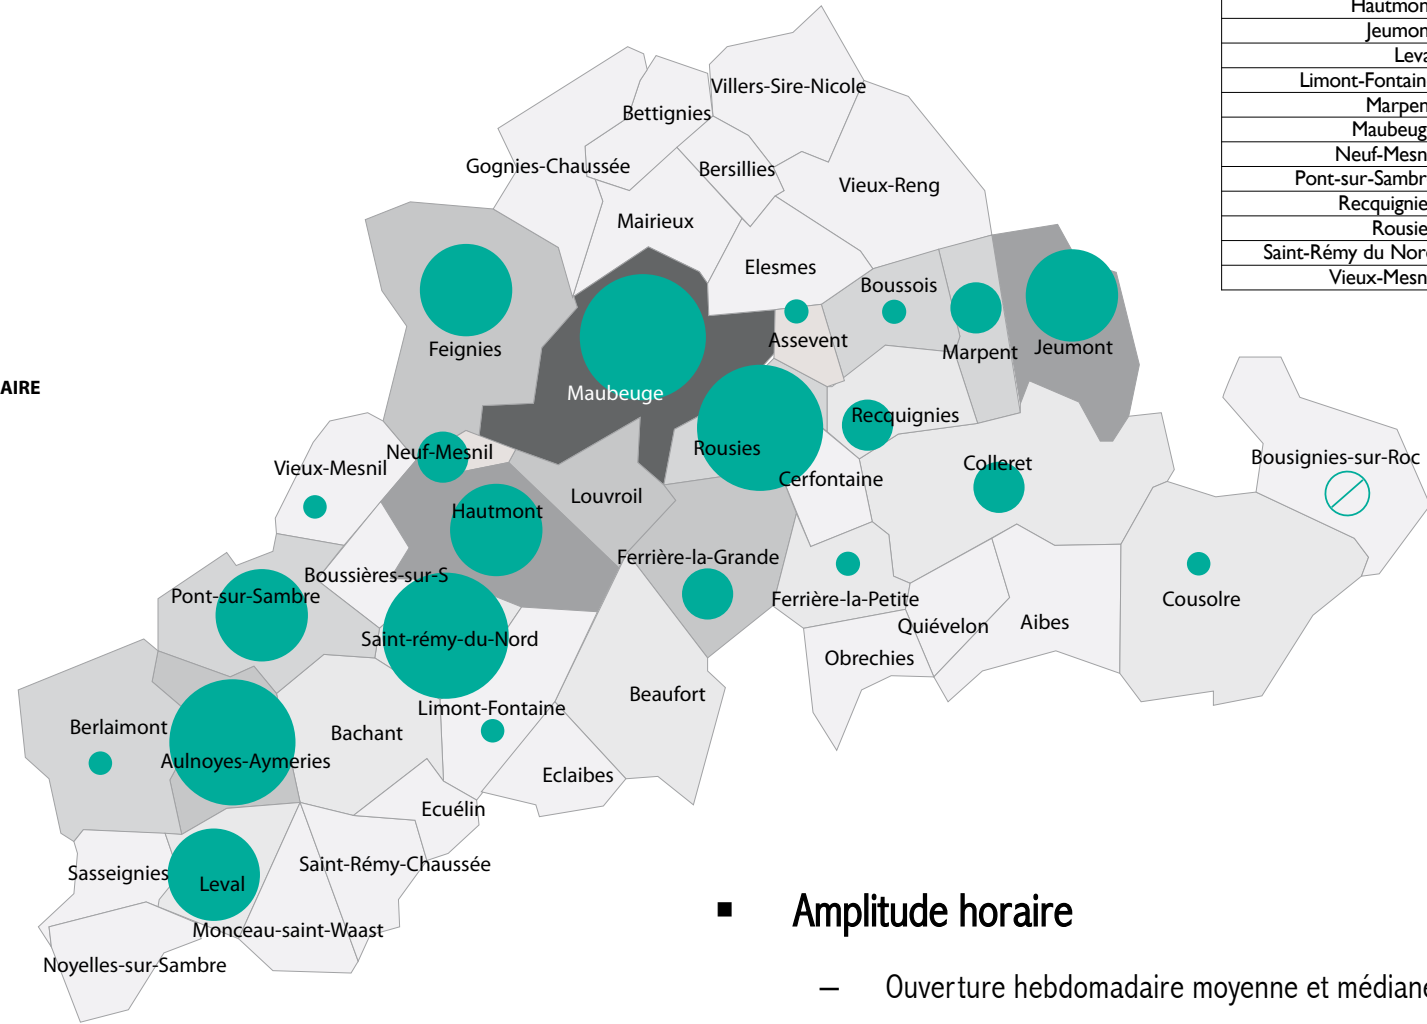 Hautmon
Jeumon
Leva
Limont-Fontain
Marpen
Maubeug
Neuf-Mesn
Pont-sur-Sambr
Recquignie
Rousie
Saint-Rémy du Nor
Vieux-Mesn
Villers-Sire-Nicole
Bettignies
Gognies-Chaussée
Bersillies
Vieux-Reng
Mairieux
Elesmes
Boussois
Assevent
Feignies
Marpent
Jeumont
AIRE
Maubeuge
Recquignies
Neuf-Mesnil
Rousies
Vieux-Mesnil
Colleret
Bousignies-sur-Roc
Cerfontaine
Louvroil
Hautmont
Ferrière-la-Grande
Boussières-sur-S
Pont-sur-Sambre
Ferrière-la-Petite
Cousolre
Quiévelon
Aibes
Saint-rémy-du-Nord
Obrechies
Beaufort
Limont-Fontaine
Berlaimont
Bachant
Aulnoyes-Aymeries
Eclaibes
Ecuélin
Saint-Rémy-Chaussée
Sasseignies
Leval
Monceau-saint-Waast
Noyelles-sur-Sambre
▪ Amplitude horaire
– Ouverture hebdomadaire moyenne et médiane